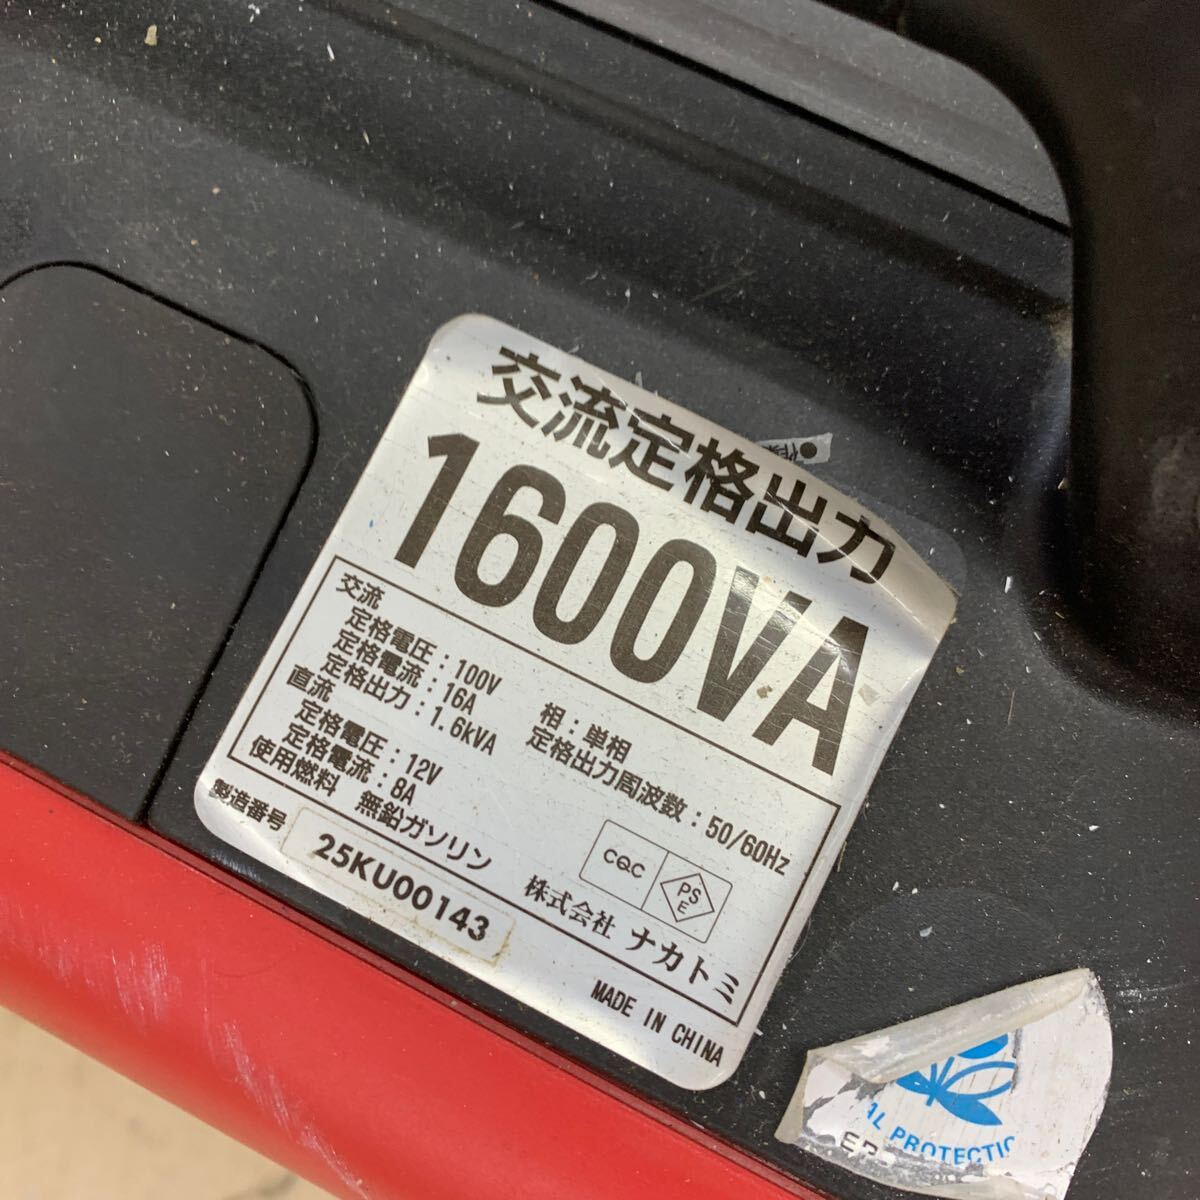 交流定格出力
1600VA
交流
定格電圧：100V 相：単相
定格電流：16A 定格出力周波数：50/60Hz
定格出力：1.6kVA
直流
定格電圧：12V
定格電流：8A
使用燃料 無鉛ガソリン
CQC
PS
E
製造番号 25KU00143
株式会社 ナカトミ
MADE IN CHINA
AL PROTECTIO